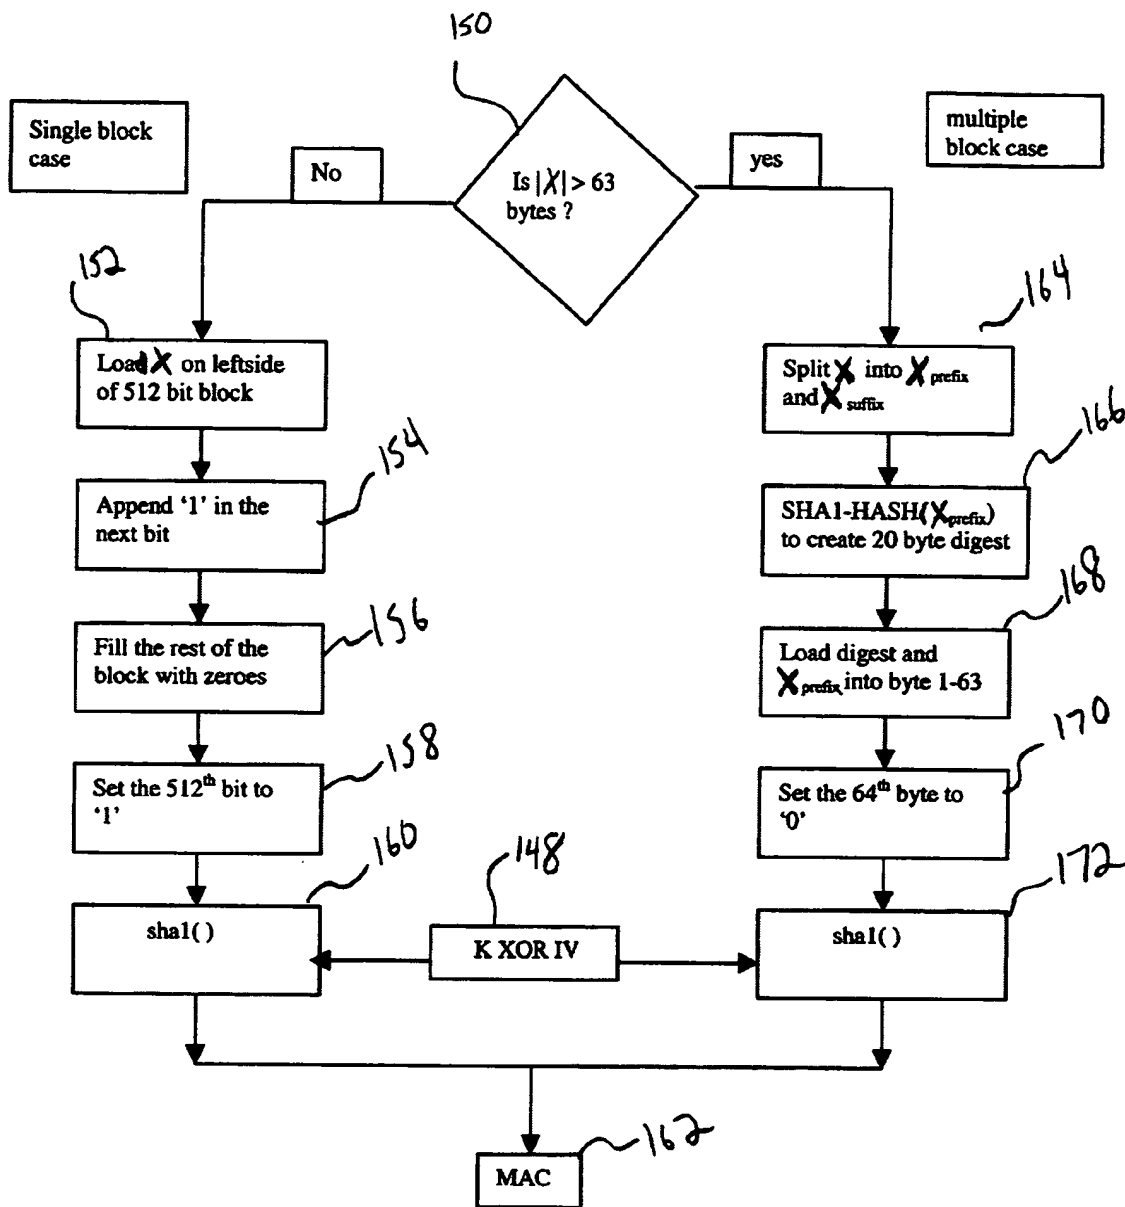 150
Single block
case
multiple
block case
No
yes
Is |X| > 63
bytes ?
152
164
Load X on leftside
of 512 bit block
Split X into X prefix
and X suffix
154
166
Append ‘1’ in the
next bit
SHA1-HASH(X prefix)
to create 20 byte digest
156
168
Fill the rest of the
block with zeroes
Load digest and
X prefix into byte 1-63
158
170
Set the 512th bit to
‘1’
Set the 64th byte to
‘0’
160
148
172
sha1( )
K XOR IV
sha1( )
162
MAC